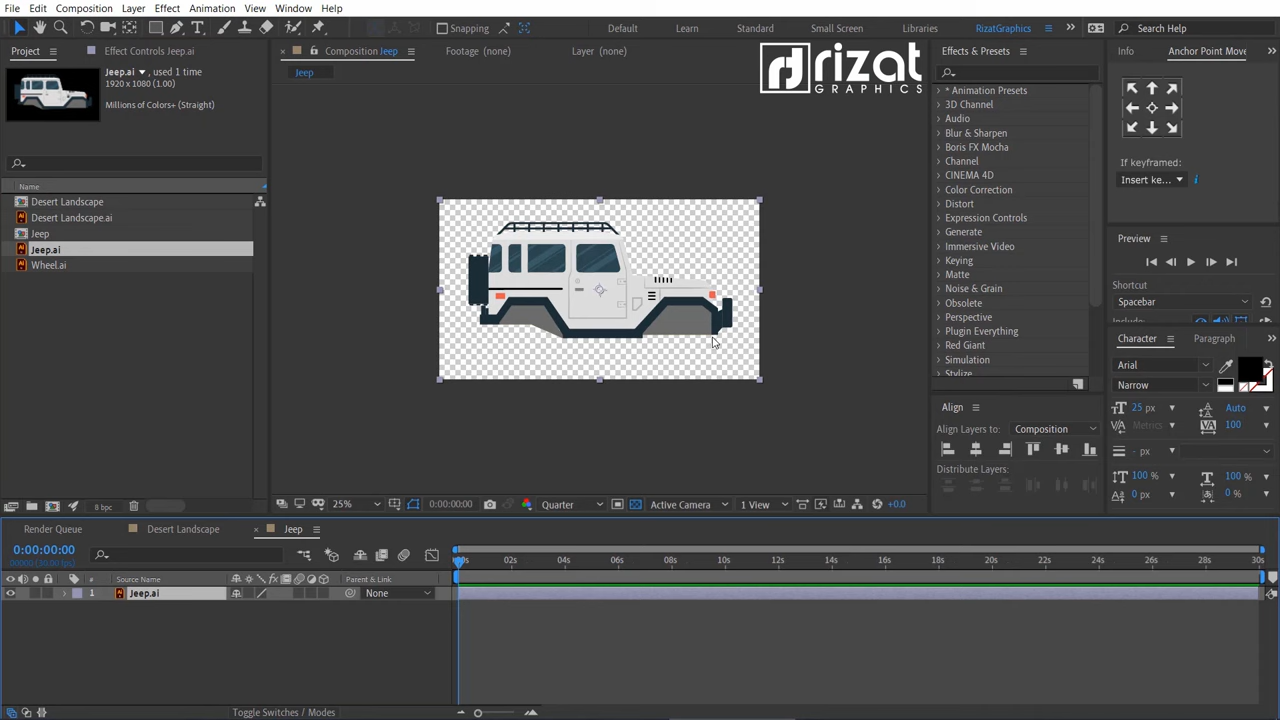 File Edit Composition Layer Effect Animation View Window Help
Snapping Default Learn Standard Small Screen Libraries RizatGraphics Search Help
Project Effect Controls Jeep.ai Composition Jeep Footage (none) Layer (none) Effects & Presets Info Anchor Point Move
Jeep.ai , used 1 time
1920 x 1080 (1.00)
Millions of Colors+ (Straight)
Jeep
rizat
GRAPHICS
Name
Desert Landscape
Desert Landscape.ai
Jeep
Jeep.ai
Wheel.ai
* Animation Presets
3D Channel
Audio
Blur & Sharpen
Boris FX Mocha
Channel
CINEMA 4D
Color Correction
Distort
Expression Controls
Generate
Immersive Video
Keying
Matte
Noise & Grain
Obsolete
Perspective
Plugin Everything
Red Giant
Simulation
Stylize
If keyframed:
Insert ke...
Preview
Shortcut
Spacebar
Include:
Character Paragraph
Arial
Narrow
25 px Auto
Metrics 100
- px
100 % 100 %
0 px 0 %
Align
Align Layers to: Composition
Distribute Layers:
8 bpc
25% 0:00:00:00 Quarter Active Camera 1 View +0.0
Render Queue Desert Landscape Jeep
0:00:00:00
00000 (30.00 fps)
00s 02s 04s 06s 08s 10s 12s 14s 16s 18s 20s 22s 24s 26s 28s 30s
# Source Name Parent & Link
1 Jeep.ai None
Toggle Switches / Modes